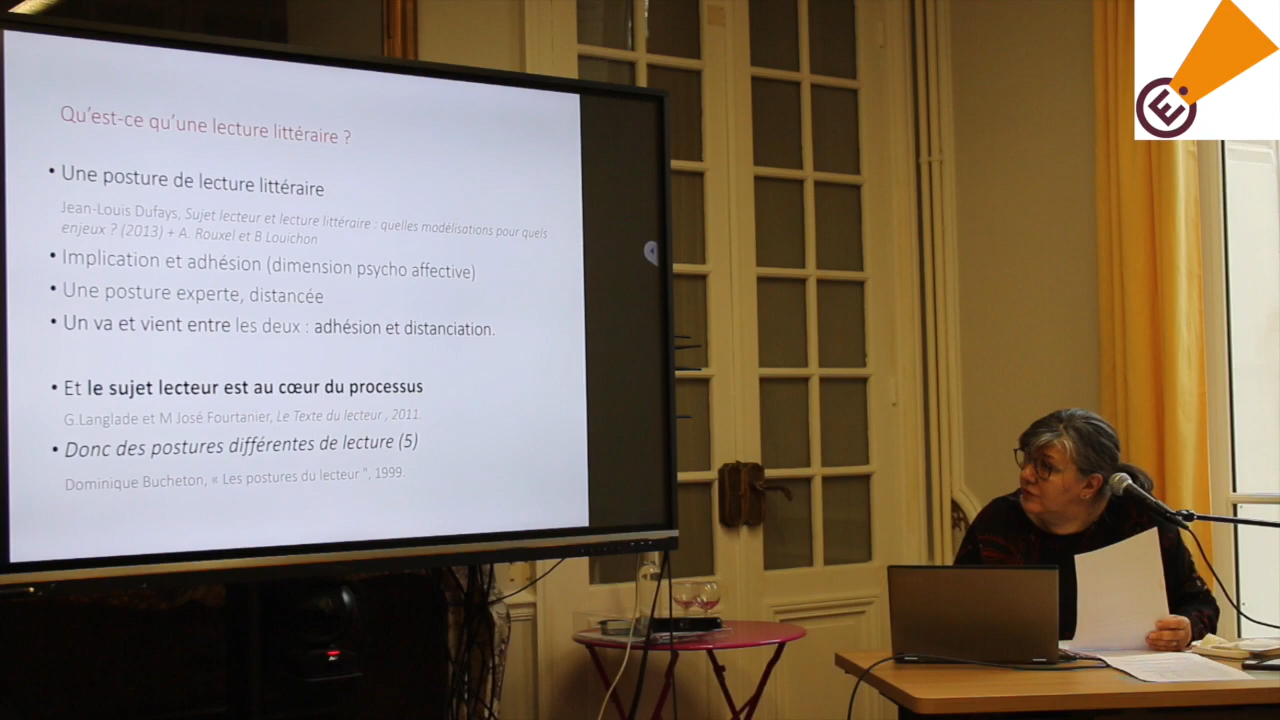 Qu'est-ce qu'une lecture littéraire ?
• Une posture de lecture littéraire
Jean-Louis Dufays, Sujet lecteur et lecture littéraire : quelles modélisations pour quels
enjeux ? (2013) + A. Rouxel et B Louichon
• Implication et adhésion (dimension psycho affective)
• Une posture experte, distancée
• Un va et vient entre les deux : adhésion et distanciation.
• Et le sujet lecteur est au cœur du processus
G.Langlade et M José Fourtanier, Le Texte du lecteur , 2011.
• Donc des postures différentes de lecture (5)
Dominique Bucheton, « Les postures du lecteur ", 1999.
E